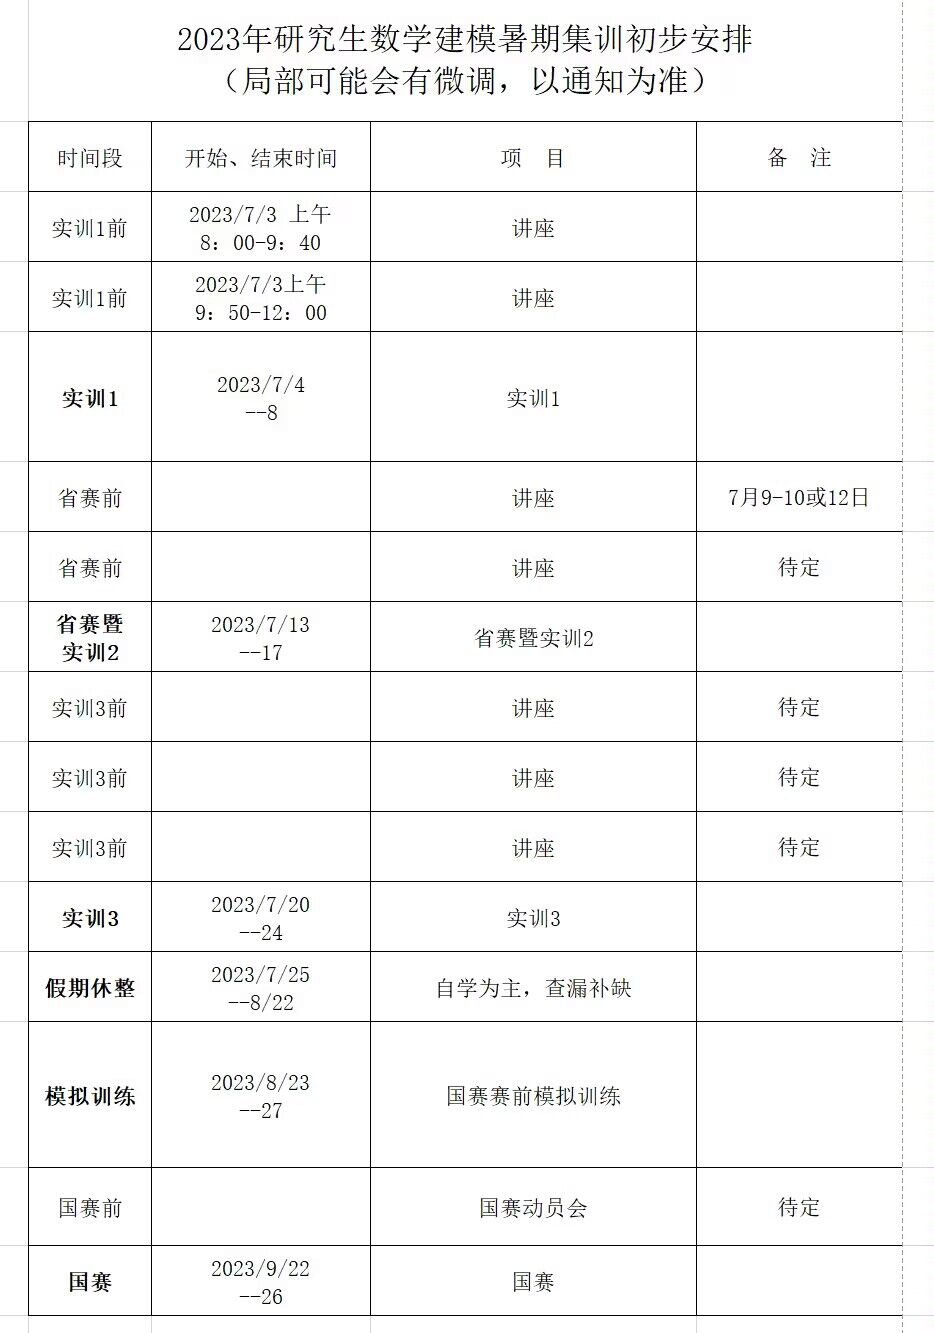 2023年研究生数学建模暑期集训初步安排
（局部可能会有微调，以通知为准）
时间段 开始、结束时间 项 目 备 注
实训1前 2023/7/3 上午 讲座
8：00-9：40
实训1前 2023/7/3上午 讲座
9：50-12：00
实训1 2023/7/4 实训1
--8
省赛前 讲座 7月9-10或12日
省赛前 讲座 待定
省赛暨 2023/7/13 省赛暨实训2
实训2 --17
实训3前 讲座 待定
实训3前 讲座 待定
实训3前 讲座 待定
实训3 2023/7/20 实训3
--24
假期休整 2023/7/25 自学为主，查漏补缺
--8/22
模拟训练 2023/8/23 国赛赛前模拟训练
--27
国赛前 国赛动员会 待定
国赛 2023/9/22 国赛
--26